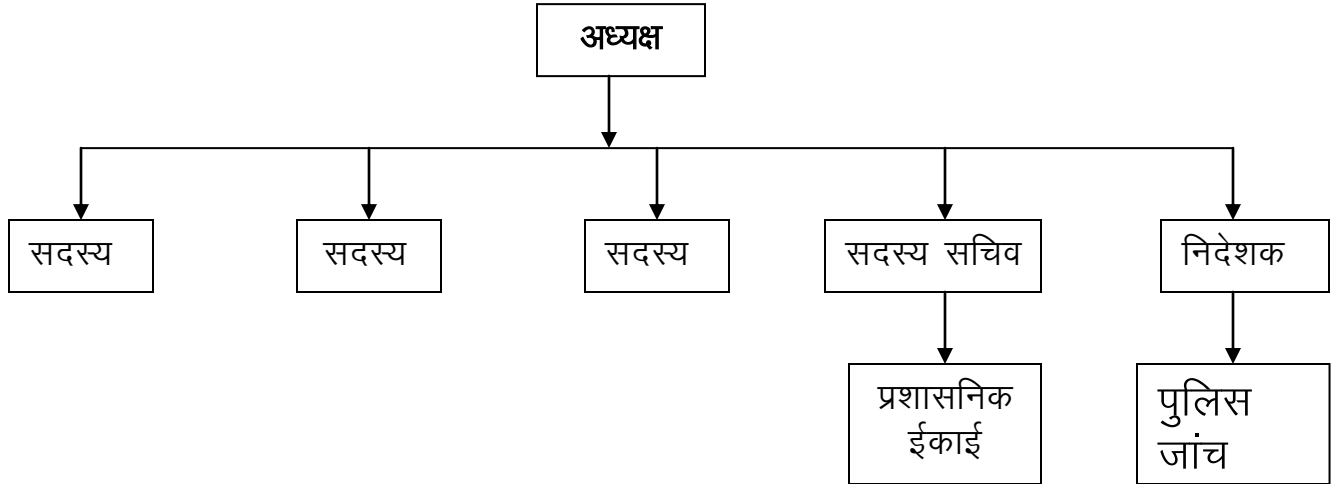 अध्यक्ष
सदस्य
सदस्य
सदस्य
सदस्य सचिव
निदेशक
प्रशासनिक
ईकाई
पुलिस
जांच